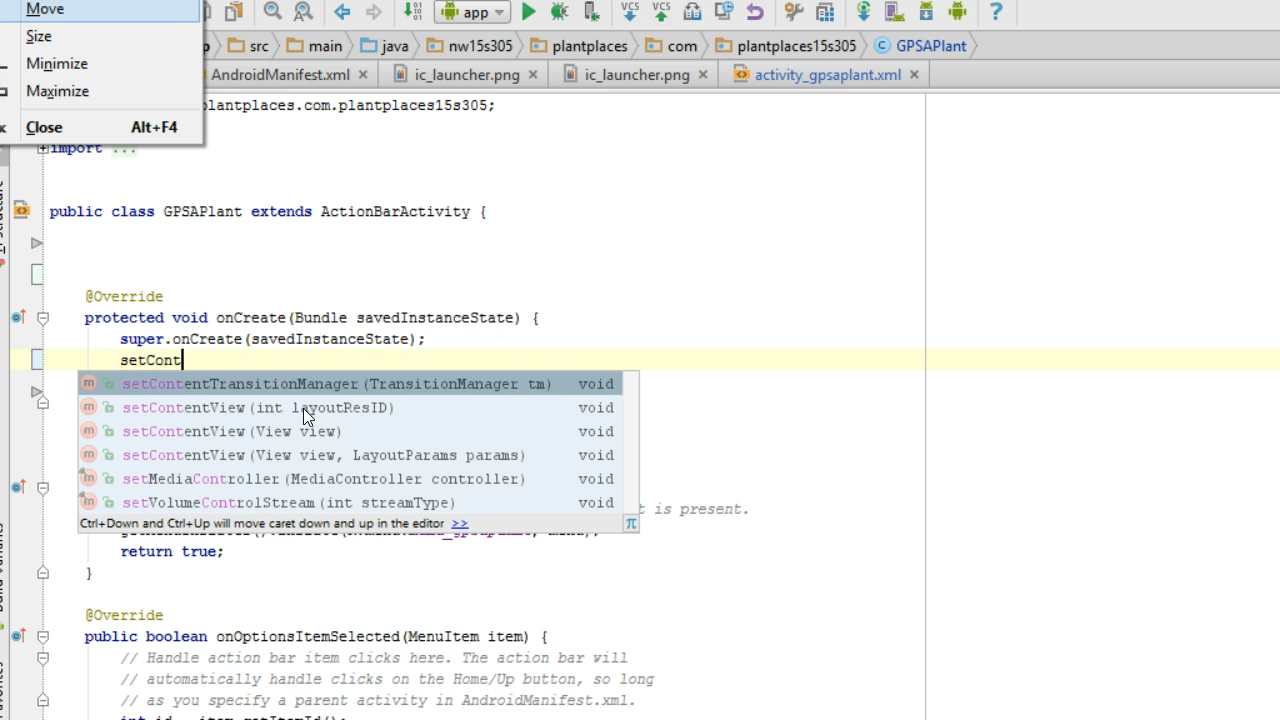 Move
Size
Minimize
Maximize
Close Alt+F4
app
src main java nw15s305 plantplaces com plantplaces15s305 GPSAPlant
AndroidManifest.xml ic_launcher.png ic_launcher.png activity_gpsaplant.xml
plantplaces.com.plantplaces15s305;
import ...
public class GPSAPlant extends ActionBarActivity {
@Override
protected void onCreate(Bundle savedInstanceState) {
super.onCreate(savedInstanceState);
setCont
setContentTransitionManager(TransitionManager tm) void
setContentView(int layoutResID) void
setContentView(View view) void
setContentView(View view, LayoutParams params) void
setMediaController(MediaController controller) void
setVolumeControlStream(int streamType) void
t is present.
Ctrl+Down and Ctrl+Up will move caret down and up in the editor >> π
return true;
}
@Override
public boolean onOptionsItemSelected(MenuItem item) {
// Handle action bar item clicks here. The action bar will
// automatically handle clicks on the Home/Up button, so long
// as you specify a parent activity in AndroidManifest.xml.
int id = item.getItemId();